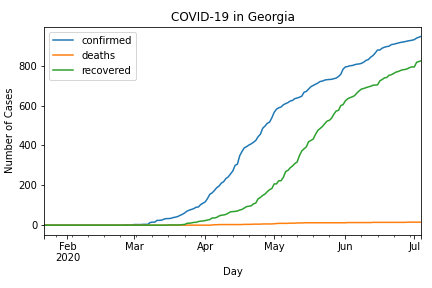 COVID-19 in Georgia
confirmed
deaths
recovered
Number of Cases
800
600
400
200
0
Feb
2020
Mar
Apr
May
Jun
Jul
Day